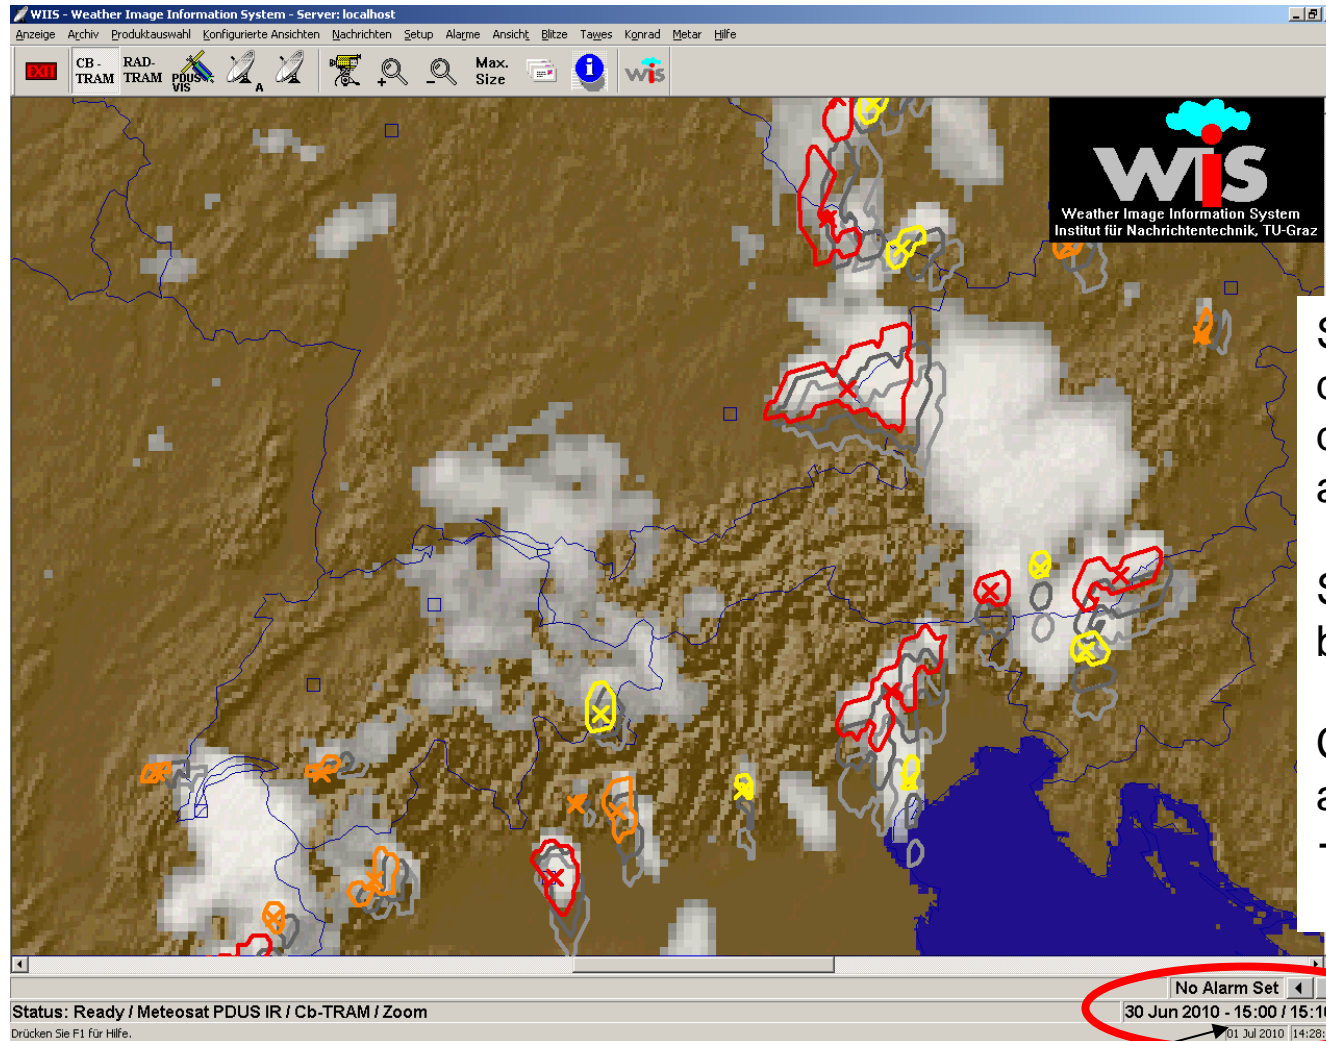 WIIS - Weather Image Information System - Server: localhost
Anzeige Archiv Produktauswahl Konfigurierte Ansichten Nachrichten Setup Alarme Ansicht Blitze Tawes Konrad Metar Hilfe
EXIT
CB -
TRAM
RAD-
TRAM
PDUS
VIS
A
+
-
Max.
Size
i
wis
WIS
Weather Image Information System
Institut für Nachrichtentechnik, TU-Graz
S
b
a
No Alarm Set
Status: Ready / Meteosat PDUS IR / Cb-TRAM / Zoom
30 Jun 2010 - 15:00 / 15:10
Drücken Sie F1 für Hilfe.
01 Jul 2010
14:28: